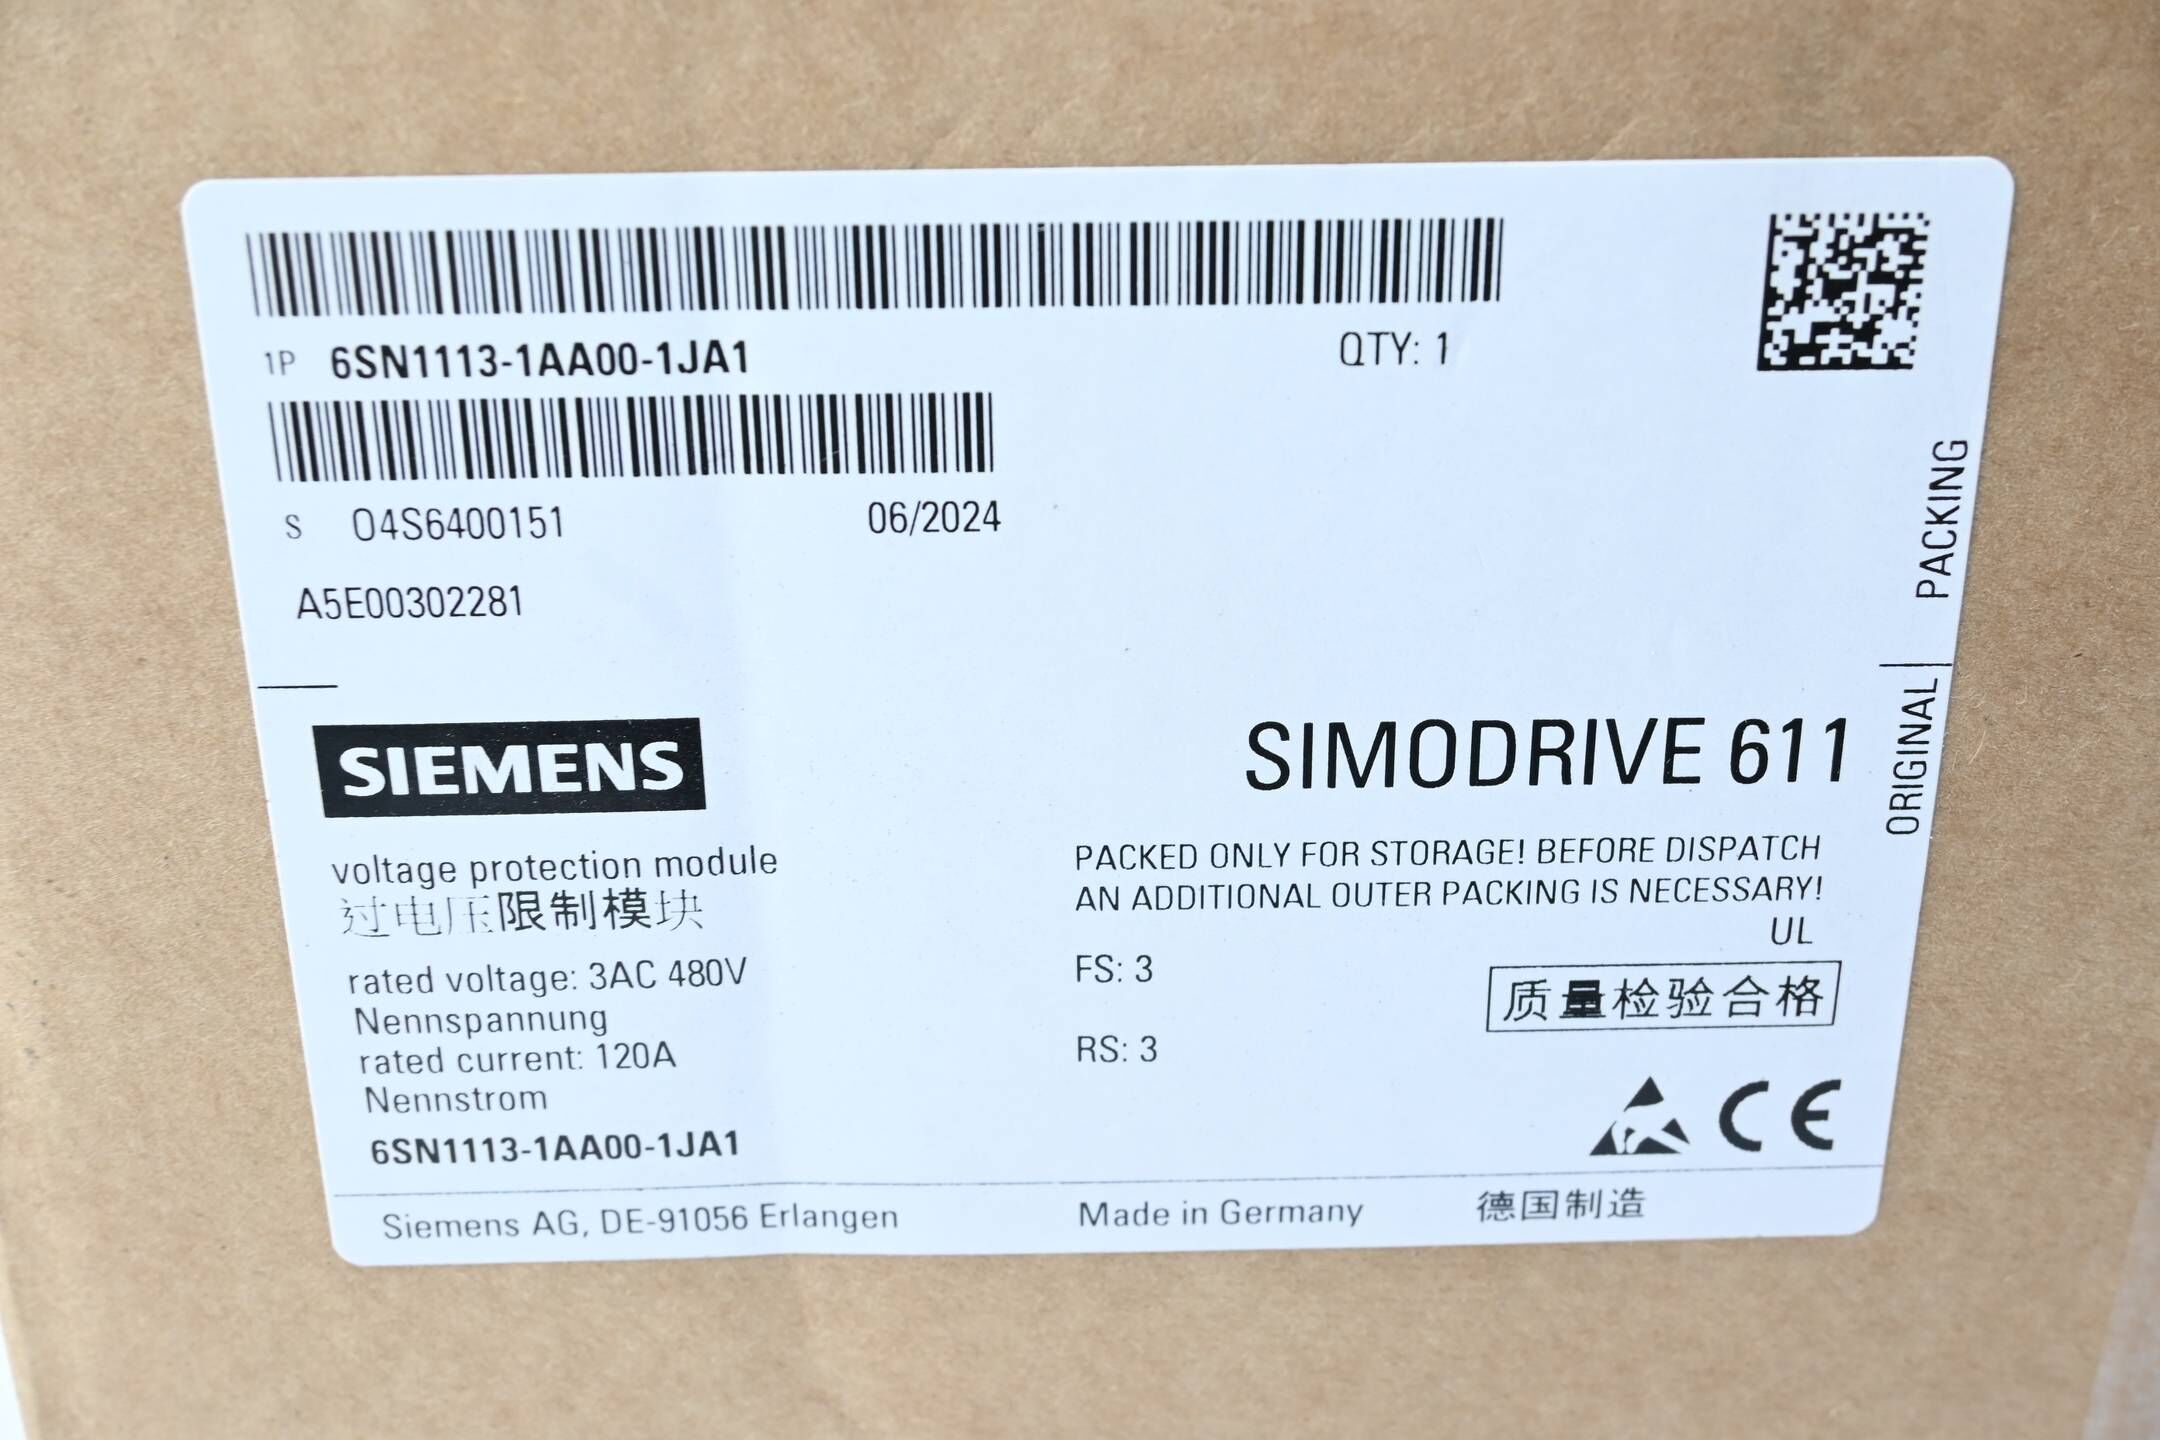 1P 6SN1113-1AA00-1JA1
QTY: 1
S O4S6400151
06/2024
A5E00302281
PACKING
ORIGINAL
SIEMENS
SIMODRIVE 611
voltage protection module
过电压限制模块
PACKED ONLY FOR STORAGE! BEFORE DISPATCH
AN ADDITIONAL OUTER PACKING IS NECESSARY!
UL
rated voltage: 3AC 480V
Nennspannung
rated current: 120A
Nennstrom
6SN1113-1AA00-1JA1
FS: 3
RS: 3
质量检验合格
CE
Siemens AG, DE-91056 Erlangen
Made in Germany
德国制造